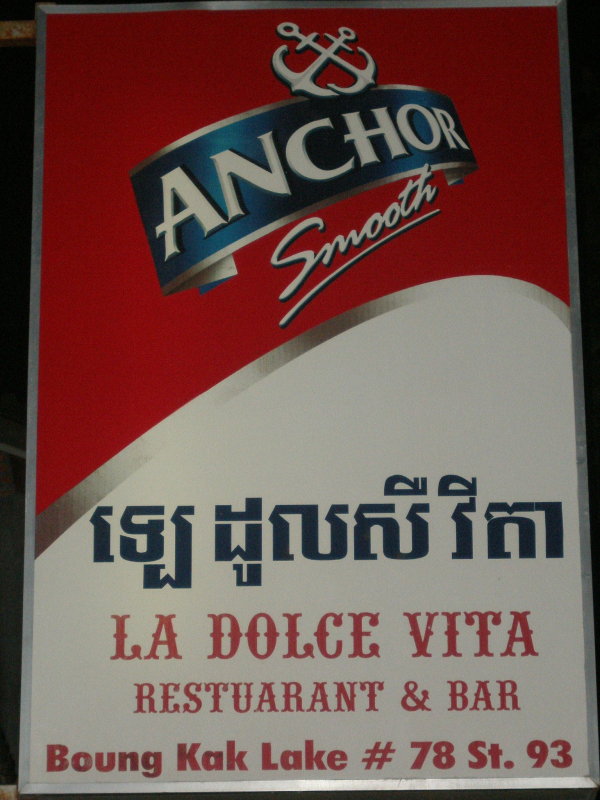 ANCHOR
Smooth
ឡេ ដូលស៊ី វីតា
LA DOLCE VITA
RESTUARANT & BAR
Boung Kak Lake # 78 St. 93